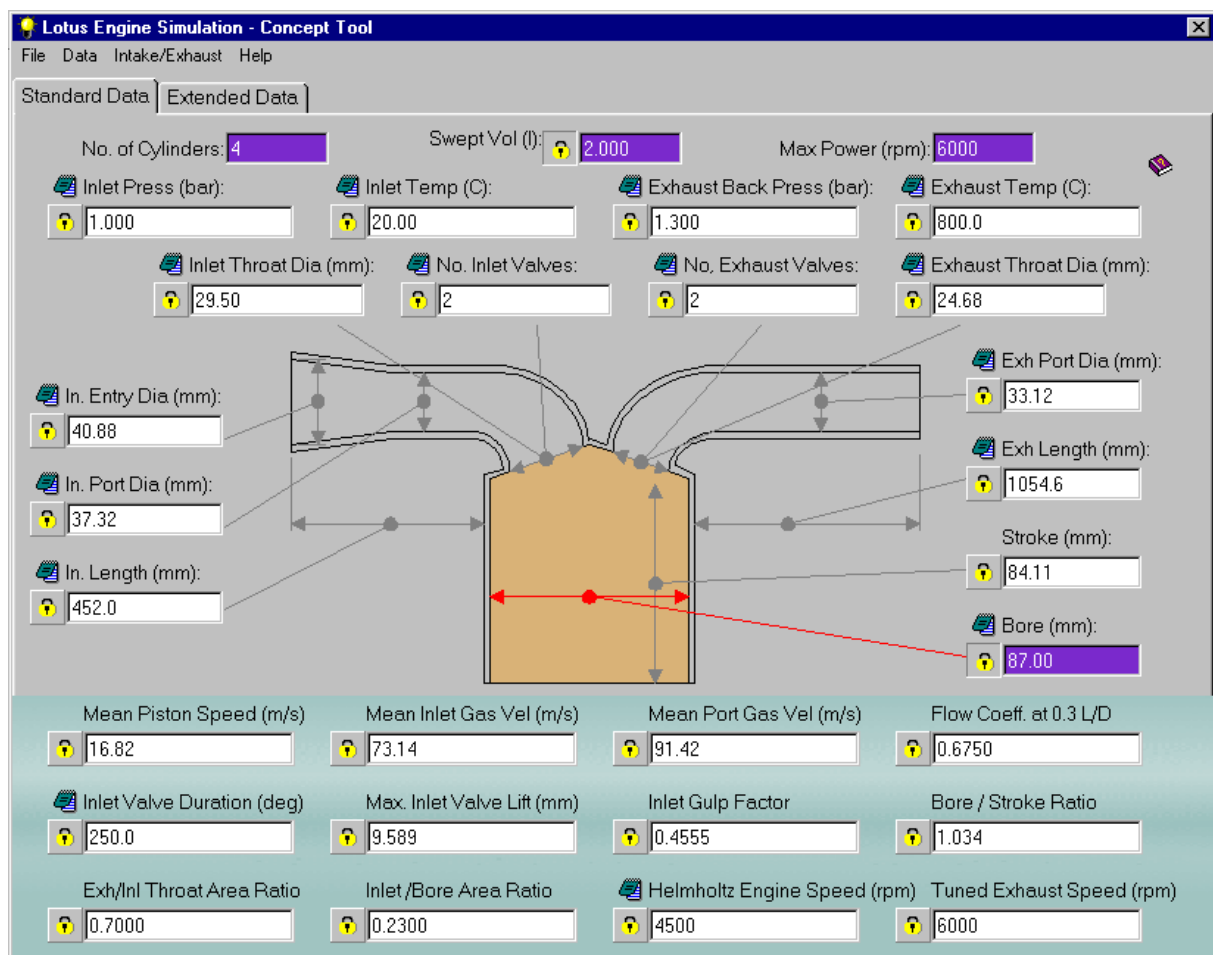 Lotus Engine Simulation - Concept Tool
File Data Intake/Exhaust Help
Standard Data Extended Data
No. of Cylinders: 4 Swept Vol (l): 2.000 Max Power (rpm): 6000
Inlet Press (bar): Inlet Temp (C): Exhaust Back Press (bar): Exhaust Temp (C):
1.000 20.00 1.300 800.0
Inlet Throat Dia (mm): No. Inlet Valves: No, Exhaust Valves: Exhaust Throat Dia (mm):
29.50 2 2 24.68
Exh Port Dia (mm):
In. Entry Dia (mm): 33.12
40.88
Exh Length (mm):
In. Port Dia (mm): 1054.6
37.32
Stroke (mm):
In. Length (mm): 84.11
452.0
Bore (mm):
87.00
Mean Piston Speed (m/s) Mean Inlet Gas Vel (m/s) Mean Port Gas Vel (m/s) Flow Coeff. at 0.3 L/D
16.82 73.14 91.42 0.6750
Inlet Valve Duration (deg) Max. Inlet Valve Lift (mm) Inlet Gulp Factor Bore / Stroke Ratio
250.0 9.589 0.4555 1.034
Exh/Inl Throat Area Ratio Inlet /Bore Area Ratio Helmholtz Engine Speed (rpm) Tuned Exhaust Speed (rpm)
0.7000 0.2300 4500 6000